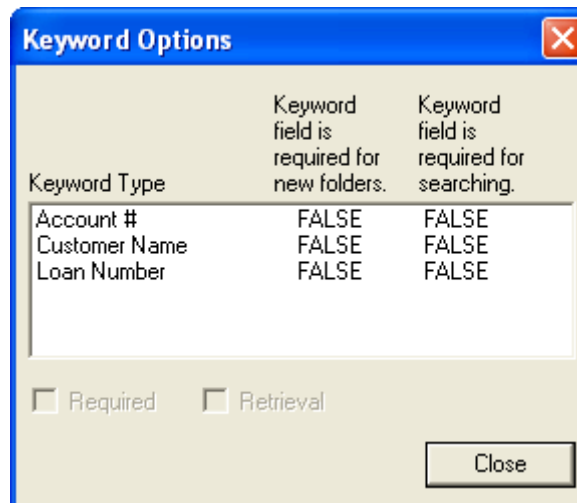 Keyword Options
Keyword Keyword
field is field is
required for required for
Keyword Type new folders. searching.
Account # FALSE FALSE
Customer Name FALSE FALSE
Loan Number FALSE FALSE
Required Retrieval
Close